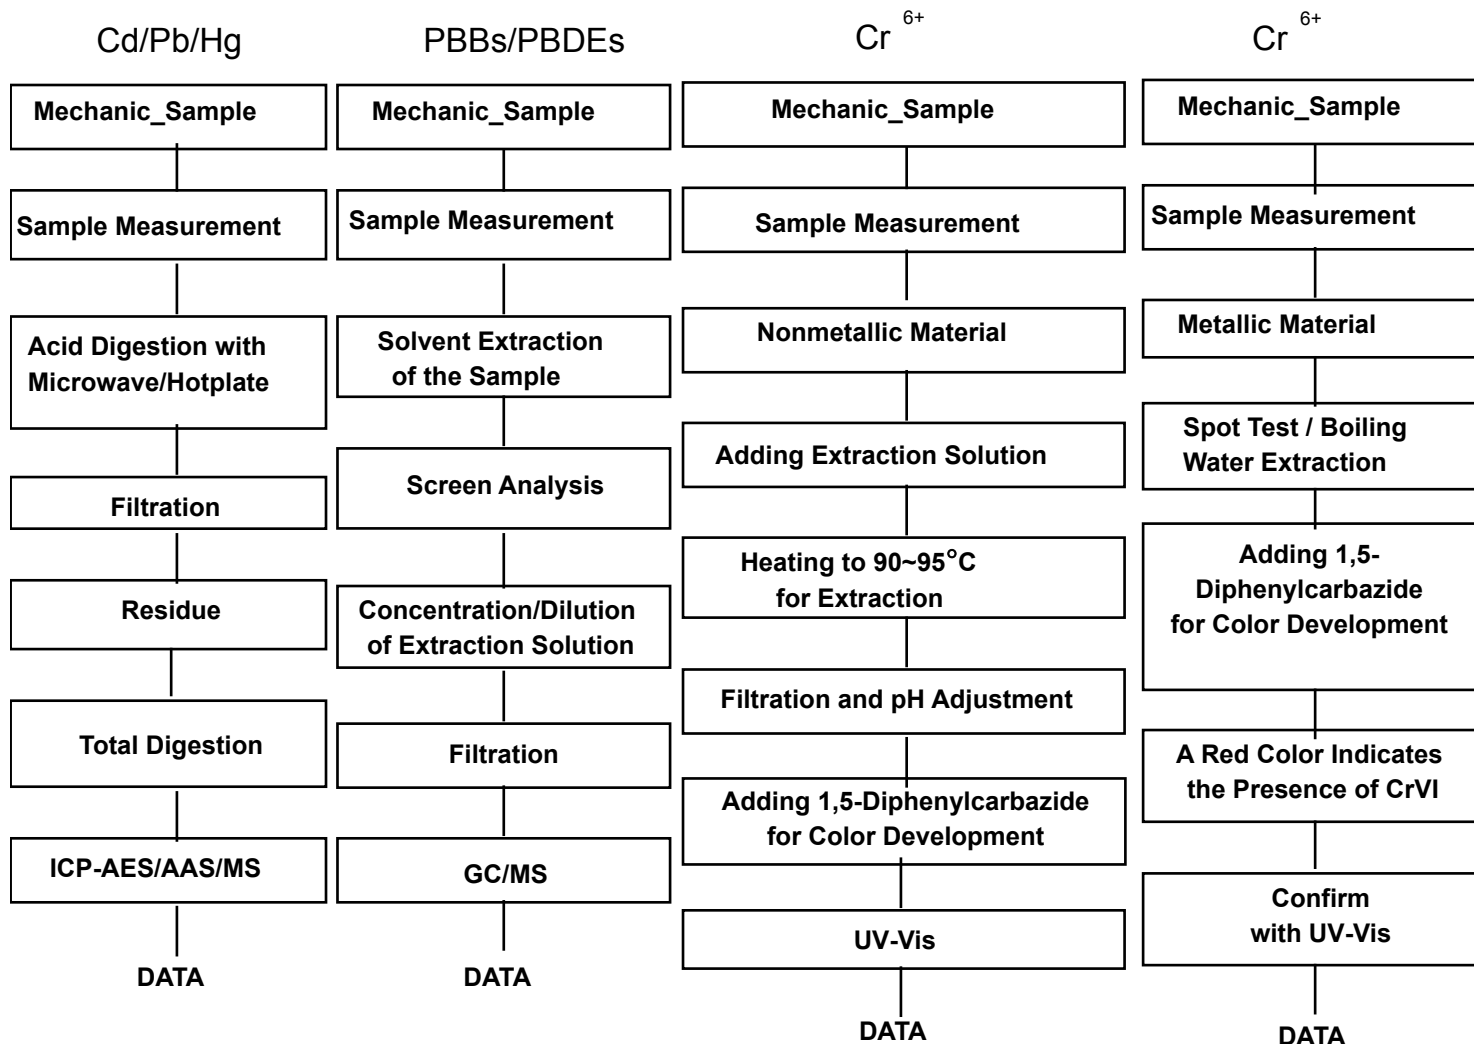 Cd/Pb/Hg
Mechanic_Sample
Sample Measurement
Acid Digestion with
Microwave/Hotplate
Filtration
Residue
Total Digestion
ICP-AES/AAS/MS
DATA
PBBs/PBDEs
Mechanic_Sample
Sample Measurement
Solvent Extraction
of the Sample
Screen Analysis
Concentration/Dilution
of Extraction Solution
Filtration
GC/MS
DATA
Cr 6+
Mechanic_Sample
Sample Measurement
Nonmetallic Material
Adding Extraction Solution
Heating to 90~95°C
for Extraction
Filtration and pH Adjustment
Adding 1,5-Diphenylcarbazide
for Color Development
UV-Vis
DATA
Cr 6+
Mechanic_Sample
Sample Measurement
Metallic Material
Spot Test / Boiling
Water Extraction
Adding 1,5-
Diphenylcarbazide
for Color Development
A Red Color Indicates
the Presence of CrVI
Confirm
with UV-Vis
DATA